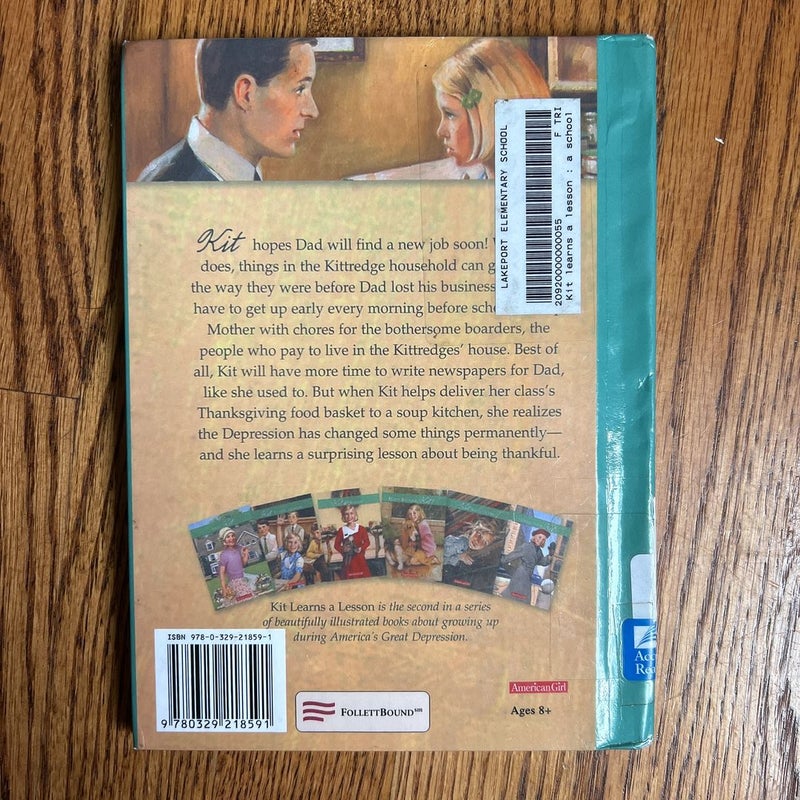 Kit hopes Dad will find a new job soon!
does, things in the Kittredge household can
the way they were before Dad lost his business
have to get up early every morning before
Mother with chores for the bothersome boarders, the
people who pay to live in the Kittredges' house. Best of
all, Kit will have more time to write newspapers for Dad,
like she used to. But when Kit helps deliver her class's
Thanksgiving food basket to a soup kitchen, she realizes
the Depression has changed some things permanently—
and she learns a surprising lesson about being thankful.
LAKEPORT ELEMENTARY SCHOOL
20920000000055
F TRI
Kit learns a lesson : a school
Kit Learns a Lesson is the second in a series
of beautifully illustrated books about growing up
during America's Great Depression.
ISBN 978-0-329-21859-1
9 780329 218591
FOLLETTBOUND
American Girl
Ages 8+